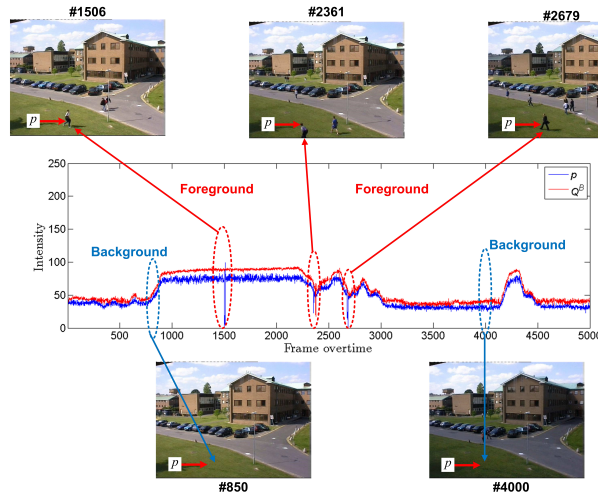 #1506
#2361
#2679
p
p
p
250
200
150
100
50
0
Intensity
Foreground
Foreground
Background
Background
p
Q^B
500
1000
1500
2000
2500
3000
3500
4000
4500
5000
Frame overtime
p
p
#850
#4000